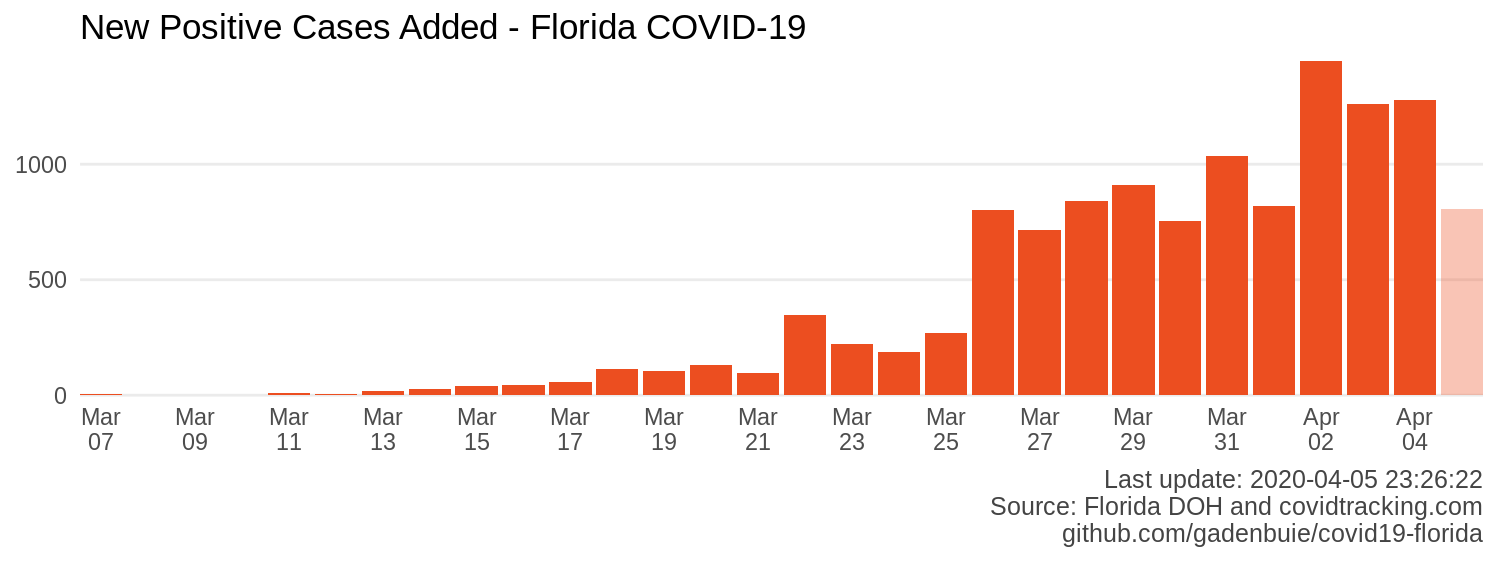 New Positive Cases Added - Florida COVID-19
1000
500
0
Mar Mar Mar Mar Mar Mar Mar Mar Mar Mar Mar Mar Mar Apr Apr
07 09 11 13 15 17 19 21 23 25 27 29 31 02 04
Last update: 2020-04-05 23:26:22
Source: Florida DOH and covidtracking.com
github.com/gadenbuie/covid19-florida